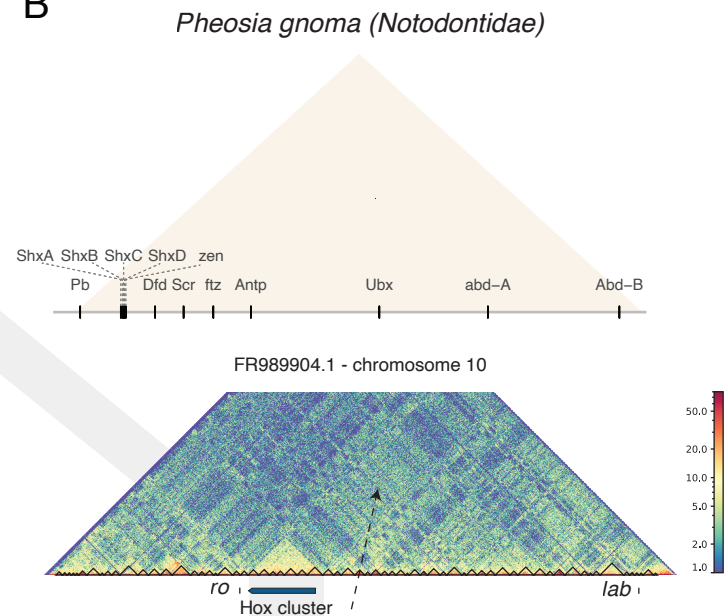 B
Pheosia gnoma (Notodontidae)
ShxA ShxB ShxC ShxD zen
Pb Dfd Scr ftz Antp Ubx abd-A Abd-B
FR989904.1 - chromosome 10
50.0
20.0
10.0
5.0
2.0
1.0
ro lab
Hox cluster